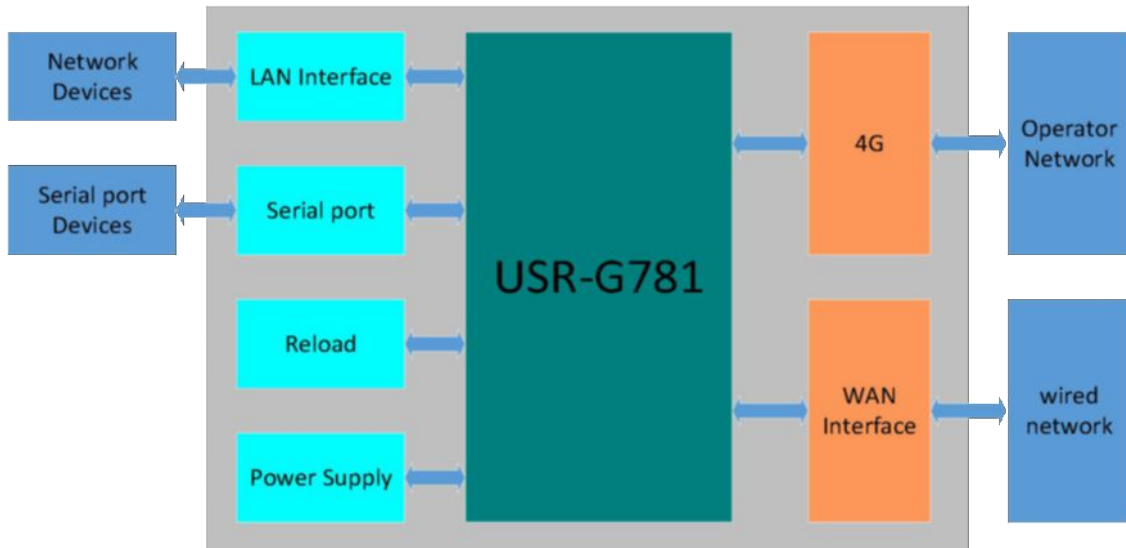 Network
Devices
LAN Interface
Serial port
Devices
Serial port
Reload
Power Supply
USR-G781
4G
WAN
Interface
Operator
Network
wired
network